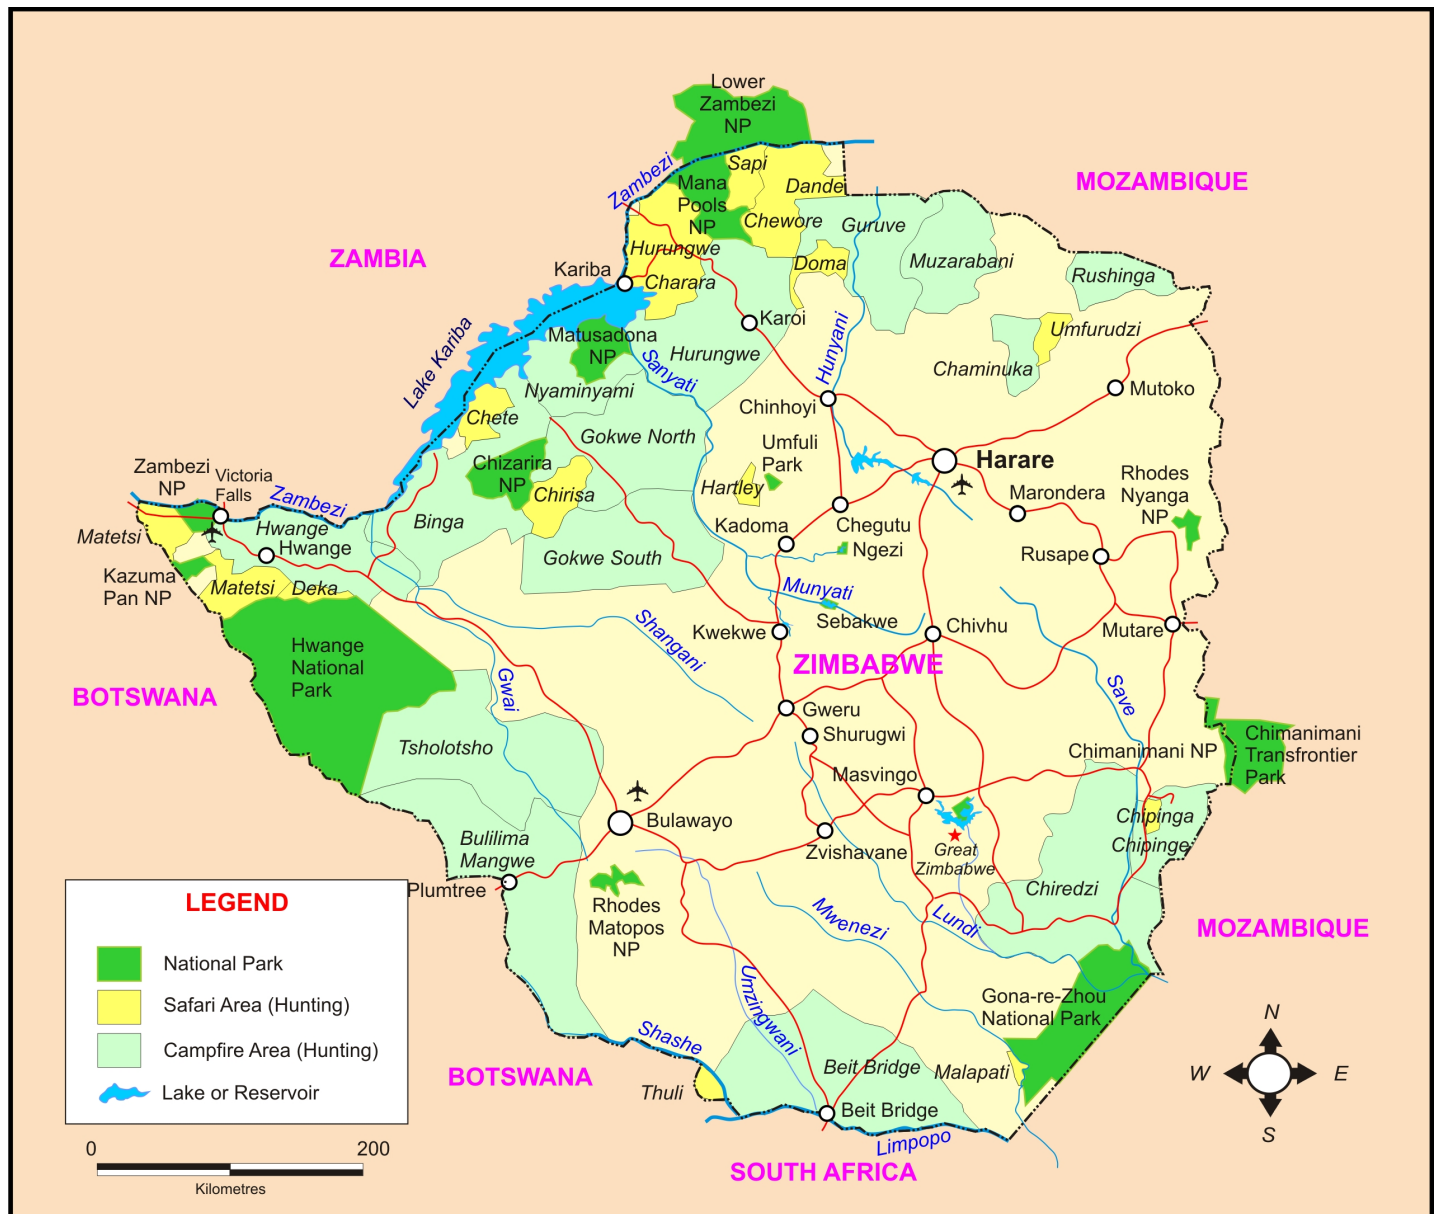 Lower
Zambezi
NP
Zambezi
Sapi
Mana
Pools
NP
Dande
Chewore
Guruve
MOZAMBIQUE
ZAMBIA
Hurungwe
Kariba
Charara
Doma
Muzarabani
Rushinga
Karoi
Matusadona
NP
Lake Kariba
Sanyati
Hurungwe
Hunyani
Umfurudzi
Chaminuka
Nyaminyami
Mutoko
Chete
Chinhoyi
Gokwe North
Umfuli
Park
Harare
Zambezi
NP
Victoria
Falls
Zambezi
Chizarira
NP
Chirisa
Hartley
Marondera
Rhodes
Nyanga
NP
Matetsi
Hwange
Hwange
Binga
Kadoma
Chegutu
Ngezi
Rusape
Kazuma
Pan NP
Matetsi
Deka
Gokwe South
Munyati
Sebakwe
Hwange
National
Park
Shangani
Kwekwe
Chivhu
Mutare
ZIMBABWE
BOTSWANA
Gwai
Save
Gweru
Shurugwi
Tsholotsho
Masvingo
Chimanimani NP
Chimanimani
Transfrontier
Park
Bulawayo
Chipinga
Chipinge
Bulilima
Mangwe
Zvishavane
Great
Zimbabwe
Plumtree
Chiredzi
Rhodes
Matopos
NP
Mwenezi
Lundi
MOZAMBIQUE
LEGEND
National Park
Safari Area (Hunting)
Campfire Area (Hunting)
Lake or Reservoir
Umzingwani
Gona-re-Zhou
National Park
Shashe
BOTSWANA
Beit Bridge
Malapati
Thuli
Beit Bridge
Limpopo
SOUTH AFRICA
N
W
E
S
0
200
Kilometres